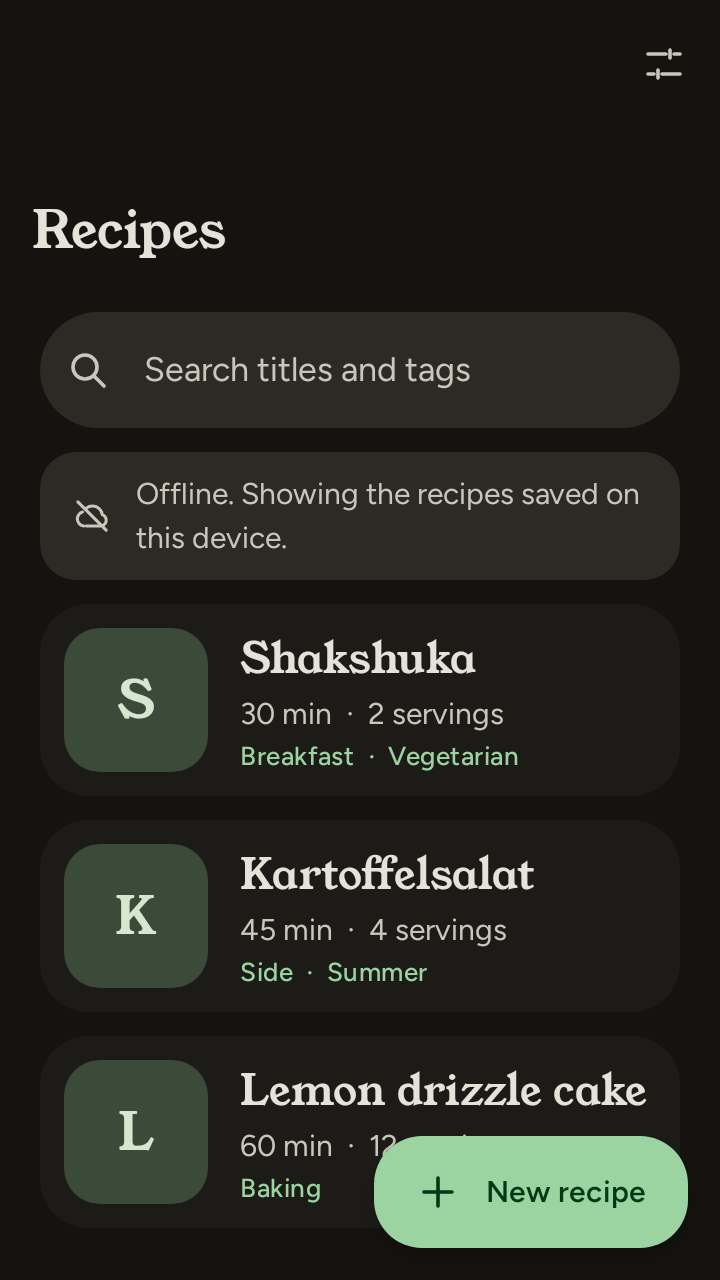 Recipes
Search titles and tags
Offline. Showing the recipes saved on
this device.
S
Shakshuka
30 min · 2 servings
Breakfast · Vegetarian
K
Kartoffelsalat
45 min · 4 servings
Side · Summer
L
Lemon drizzle cake
60 min · 12
Baking
New recipe